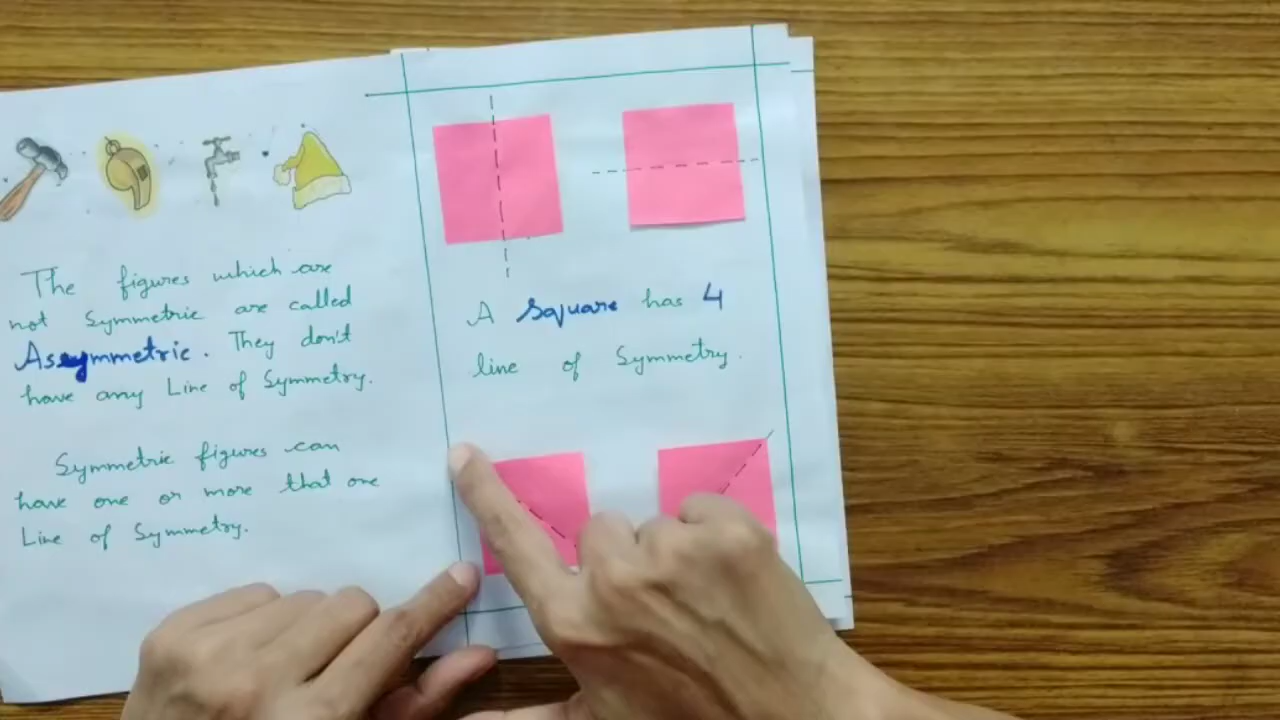 The figures which are
not Symmetric are called
Aseymmetric. They don't
have any Line of Symmetry.
Symmetric figures can
have one or more that one
Line of Symmetry.
A Square has 4
line of Symmetry.